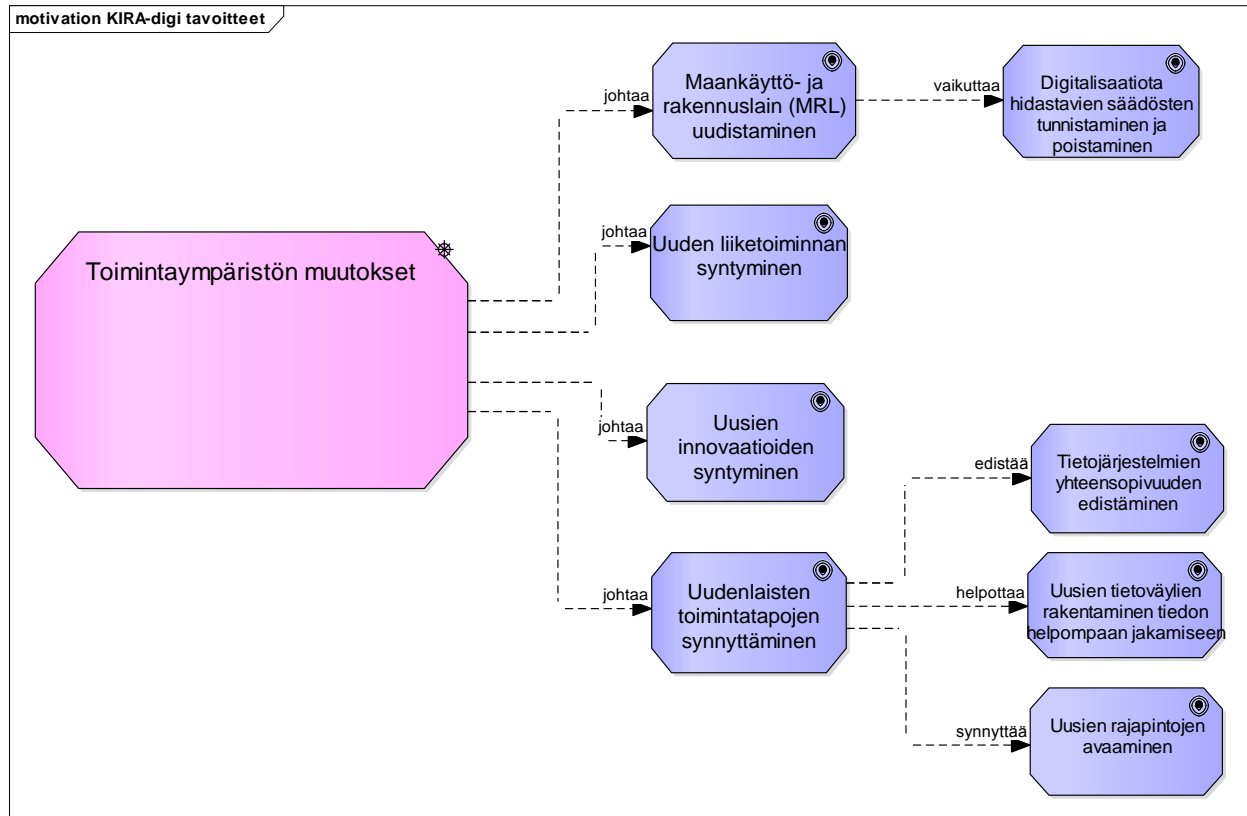 motivation KIRA-digi tavoitteet
Toimintaympäristön muutokset
johtaa
Maankäyttö- ja
rakennuslain (MRL)
uudistaminen
vaikuttaa
Digitalisaatiota
hidastavien säädösten
tunnistaminen ja
poistaminen
johtaa
Uuden liiketoiminnan
syntyminen
johtaa
Uusien
innovaatioiden
syntyminen
johtaa
Uudenlaisten
toimintatapojen
synnyttäminen
edistää
Tietojärjestelmien
yhteensopivuuden
edistäminen
helpottaa
Uusien tietoväylien
rakentaminen tiedon
helpompaan jakamiseen
synnyttää
Uusien rajapintojen
avaaminen